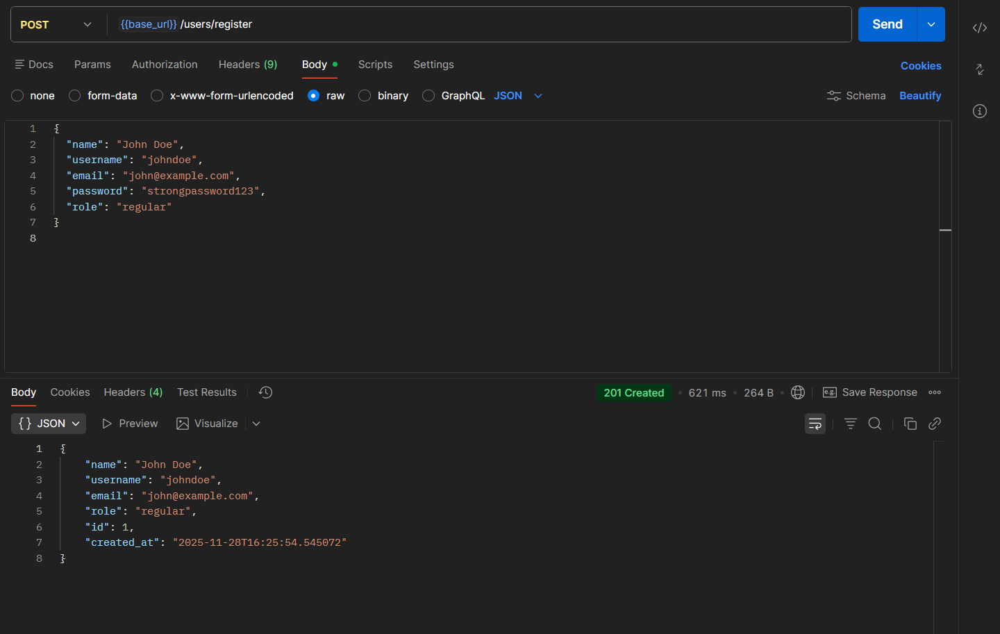 POST {{base_url}} /users/register Send
Docs Params Authorization Headers (9) Body Scripts Settings Cookies
none form-data x-www-form-urlencoded raw binary GraphQL JSON Schema Beautify
1 {
2 "name": "John Doe",
3 "username": "johndoe",
4 "email": "john@example.com",
5 "password": "strongpassword123",
6 "role": "regular"
7 }
8
Body Cookies Headers (4) Test Results 201 Created • 621 ms • 264 B • e.g. Save Response
{} JSON Preview Visualize
1 {
2 "name": "John Doe",
3 "username": "johndoe",
4 "email": "john@example.com",
5 "role": "regular",
6 "id": 1,
7 "created_at": "2025-11-28T16:25:54.545072"
8 }